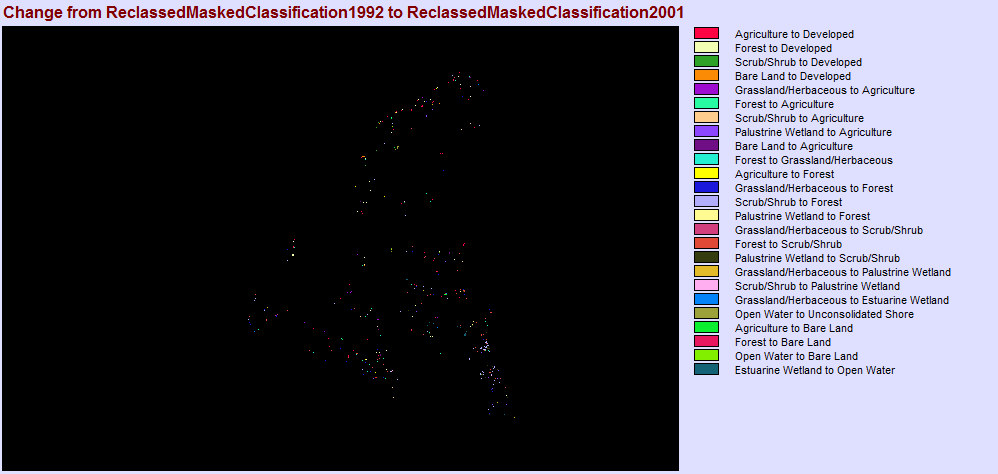 Change from ReclassedMaskedClassification1992 to ReclassedMaskedClassification2001
Agriculture to Developed
Forest to Developed
Scrub/Shrub to Developed
Bare Land to Developed
Grassland/Herbaceous to Agriculture
Forest to Agriculture
Scrub/Shrub to Agriculture
Palustrine Wetland to Agriculture
Bare Land to Agriculture
Forest to Grassland/Herbaceous
Agriculture to Forest
Grassland/Herbaceous to Forest
Scrub/Shrub to Forest
Palustrine Wetland to Forest
Grassland/Herbaceous to Scrub/Shrub
Forest to Scrub/Shrub
Palustrine Wetland to Scrub/Shrub
Grassland/Herbaceous to Palustrine Wetland
Scrub/Shrub to Palustrine Wetland
Grassland/Herbaceous to Estuarine Wetland
Open Water to Unconsolidated Shore
Agriculture to Bare Land
Forest to Bare Land
Open Water to Bare Land
Estuarine Wetland to Open Water